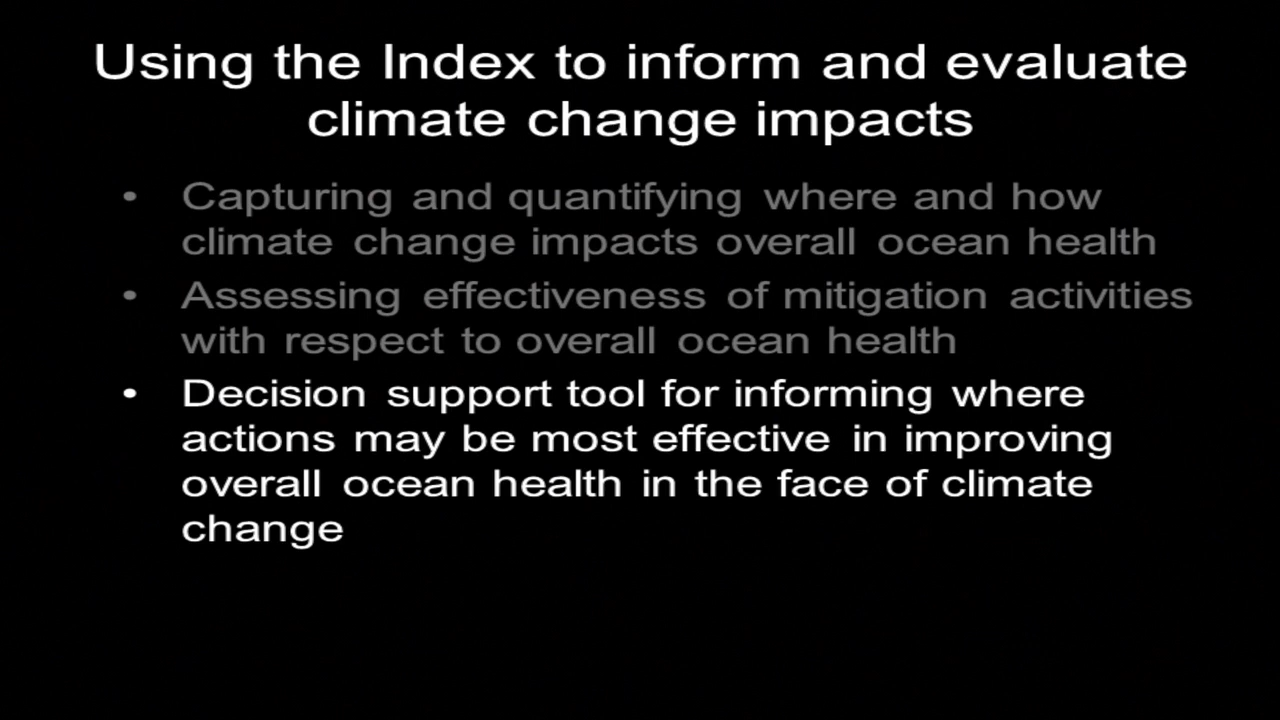 Using the Index to inform and evaluate
climate change impacts
• Capturing and quantifying where and how
climate change impacts overall ocean health
• Assessing effectiveness of mitigation activities
with respect to overall ocean health
• Decision support tool for informing where
actions may be most effective in improving
overall ocean health in the face of climate
change